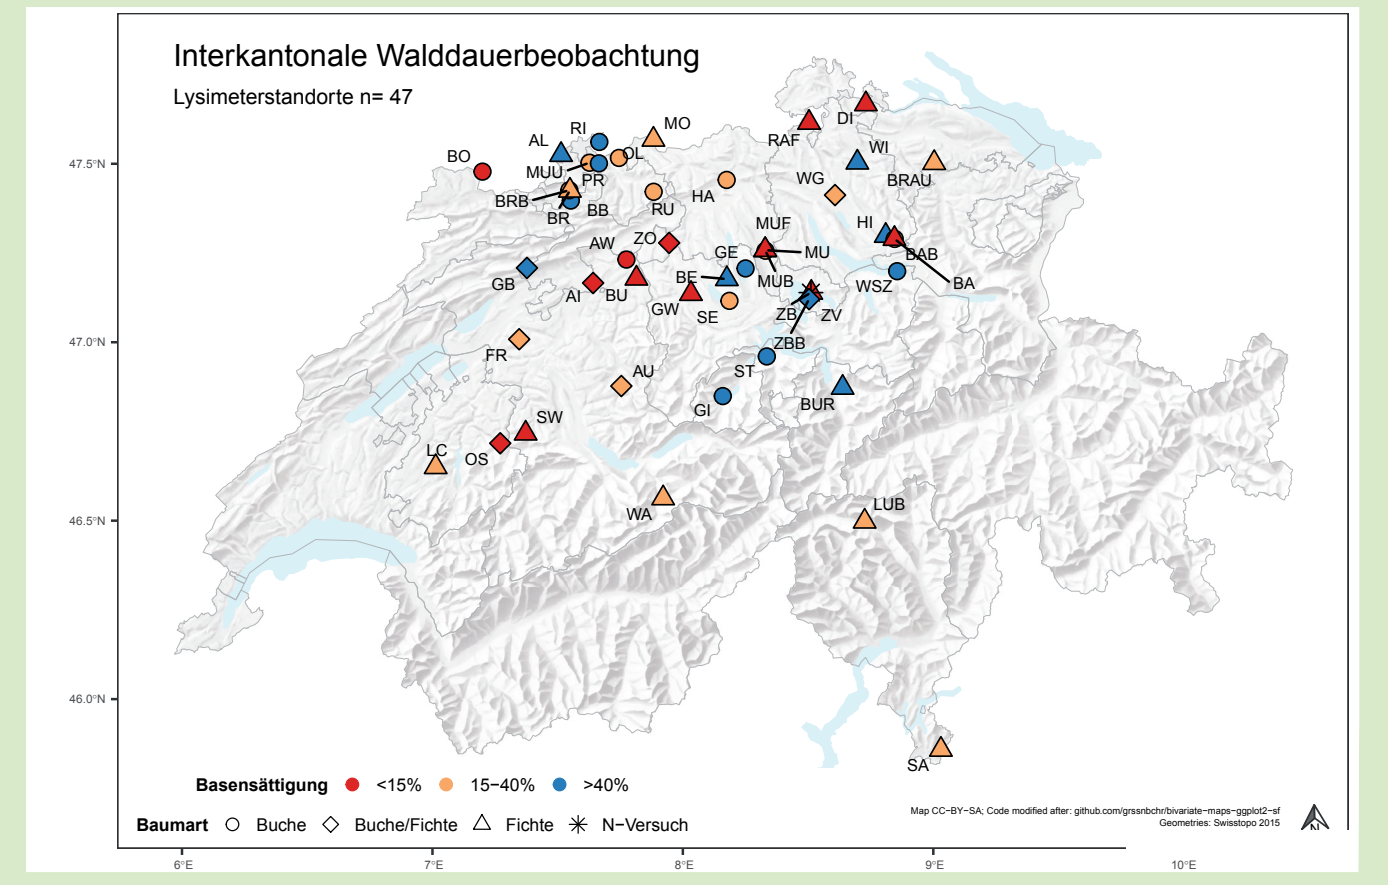 Interkantonale Walddauerbeobachtung
Lysimeterstandorte n= 47
MO
RI
AL
OL
BO
MUU
PR
BRB
BR
BB
RU
HA
RAF
DI
WI
WG
BRAU
HI
BAB
BA
WSZ
MUF
MU
MUB
GE
BE
ZO
AW
GB
AI
BU
GW
SE
ZB
ZV
ZBB
FR
AU
ST
GI
BUR
SW
LC
OS
WA
LUB
SA
47.5°N
47.0°N
46.5°N
46.0°N
Basensättigung <15% 15−40% >40%
Baumart Buche Buche/Fichte Fichte N−Versuch
Map CC−BY−SA; Code modified after: github.com/grssnbchr/bivariate−maps−ggplot2−sf
Geometries: Swisstopo 2015
N
6°E 7°E 8°E 9°E 10°E